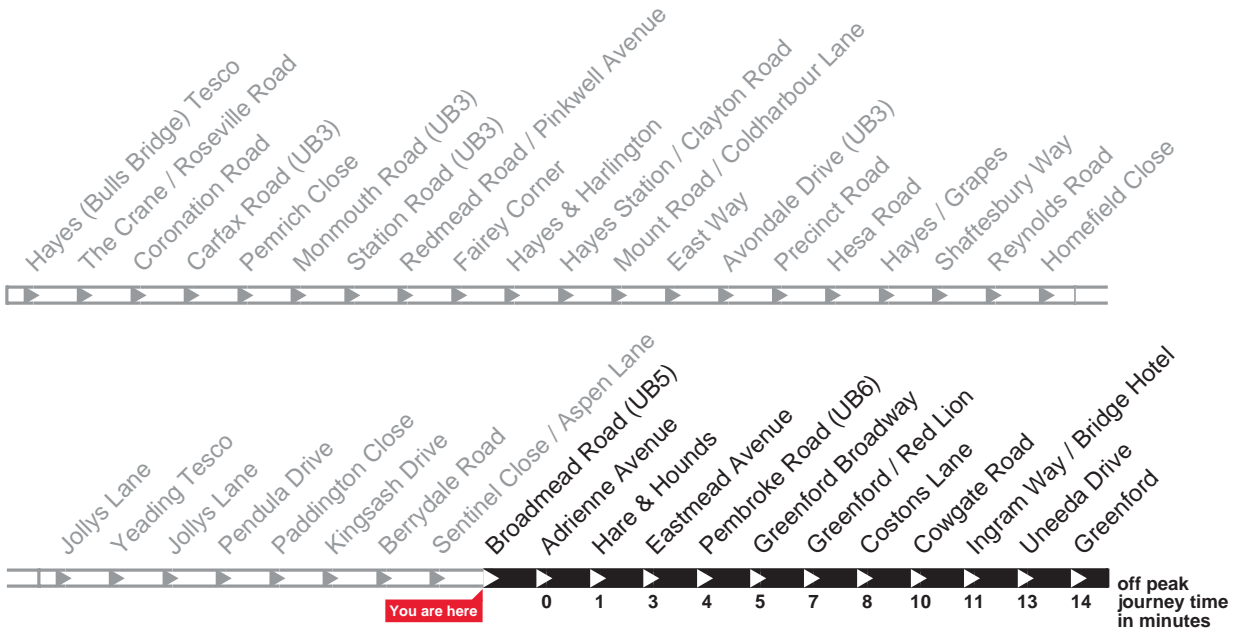 Hayes (Bulls Bridge) Tesco
The Crane / Roseville Road
Coronation Road
Carfax Road (UB3)
Pemrich Close
Monmouth Road (UB3)
Station Road (UB3)
Redmead Road / Pinkwell Avenue
Fairey Corner
Hayes & Harlington
Hayes Station / Clayton Road
Mount Road / Coldharbour Lane
East Way
Avondale Drive (UB3)
Precinct Road
Hesa Road
Hayes / Grapes
Shaftesbury Way
Reynolds Road
Homefield Close
Jollys Lane
Yeading Tesco
Jollys Lane
Pendula Drive
Paddington Close
Kingsash Drive
Berrydale Road
Sentinel Close / Aspen Lane
Broadmead Road (UB5)
Adrienne Avenue
Hare & Hounds
Eastmead Avenue
Pembroke Road (UB6)
Greenford Broadway
Greenford / Red Lion
Costons Lane
Cowgate Road
Ingram Way / Bridge Hotel
Uneeda Drive
Greenford
You are here
0 1 3 4 5 7 8 10 11 13 14
off peak
journey time
in minutes